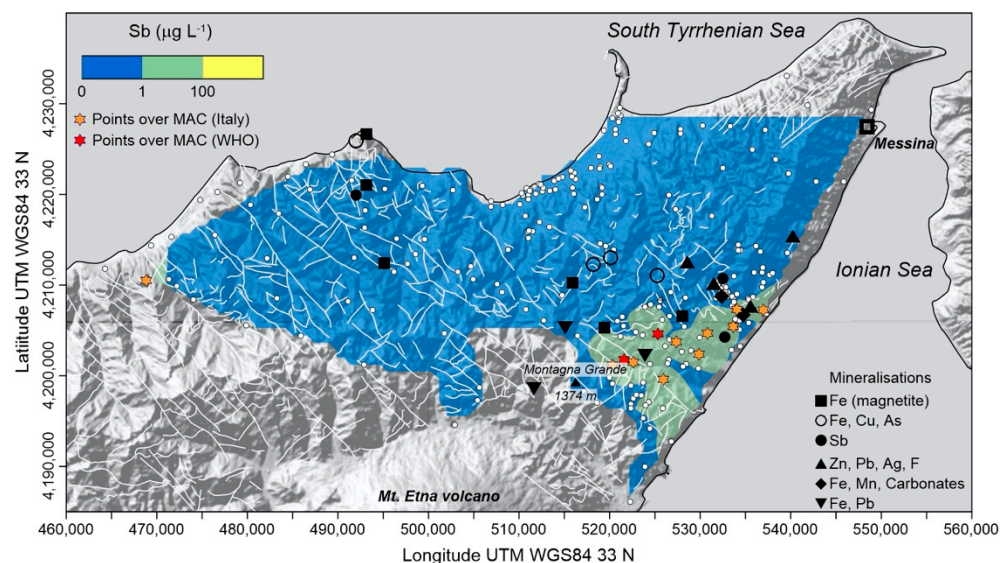 South Tyrrhenian Sea
Sb (µg L-1)
0 1 100
Points over MAC (Italy)
Points over MAC (WHO)
Messina
Ionian Sea
Montagna Grande
1374 m
Mt. Etna volcano
Mineralisations
Fe (magnetite)
Fe, Cu, As
Sb
Zn, Pb, Ag, F
Fe, Mn, Carbonates
Fe, Pb
Latiitude UTM WGS84 33 N
4,230,000
4,220,000
4,210,000
4,200,000
4,190,000
460,000 470,000 480,000 490,000 500,000 510,000 520,000 530,000 540,000 550,000 560,000
Longitude UTM WGS84 33 N